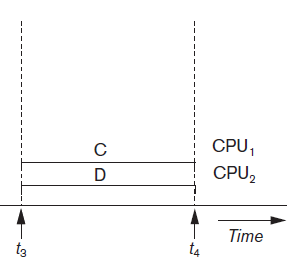 C CPU₁
D CPU₂
t₃ t₄ Time